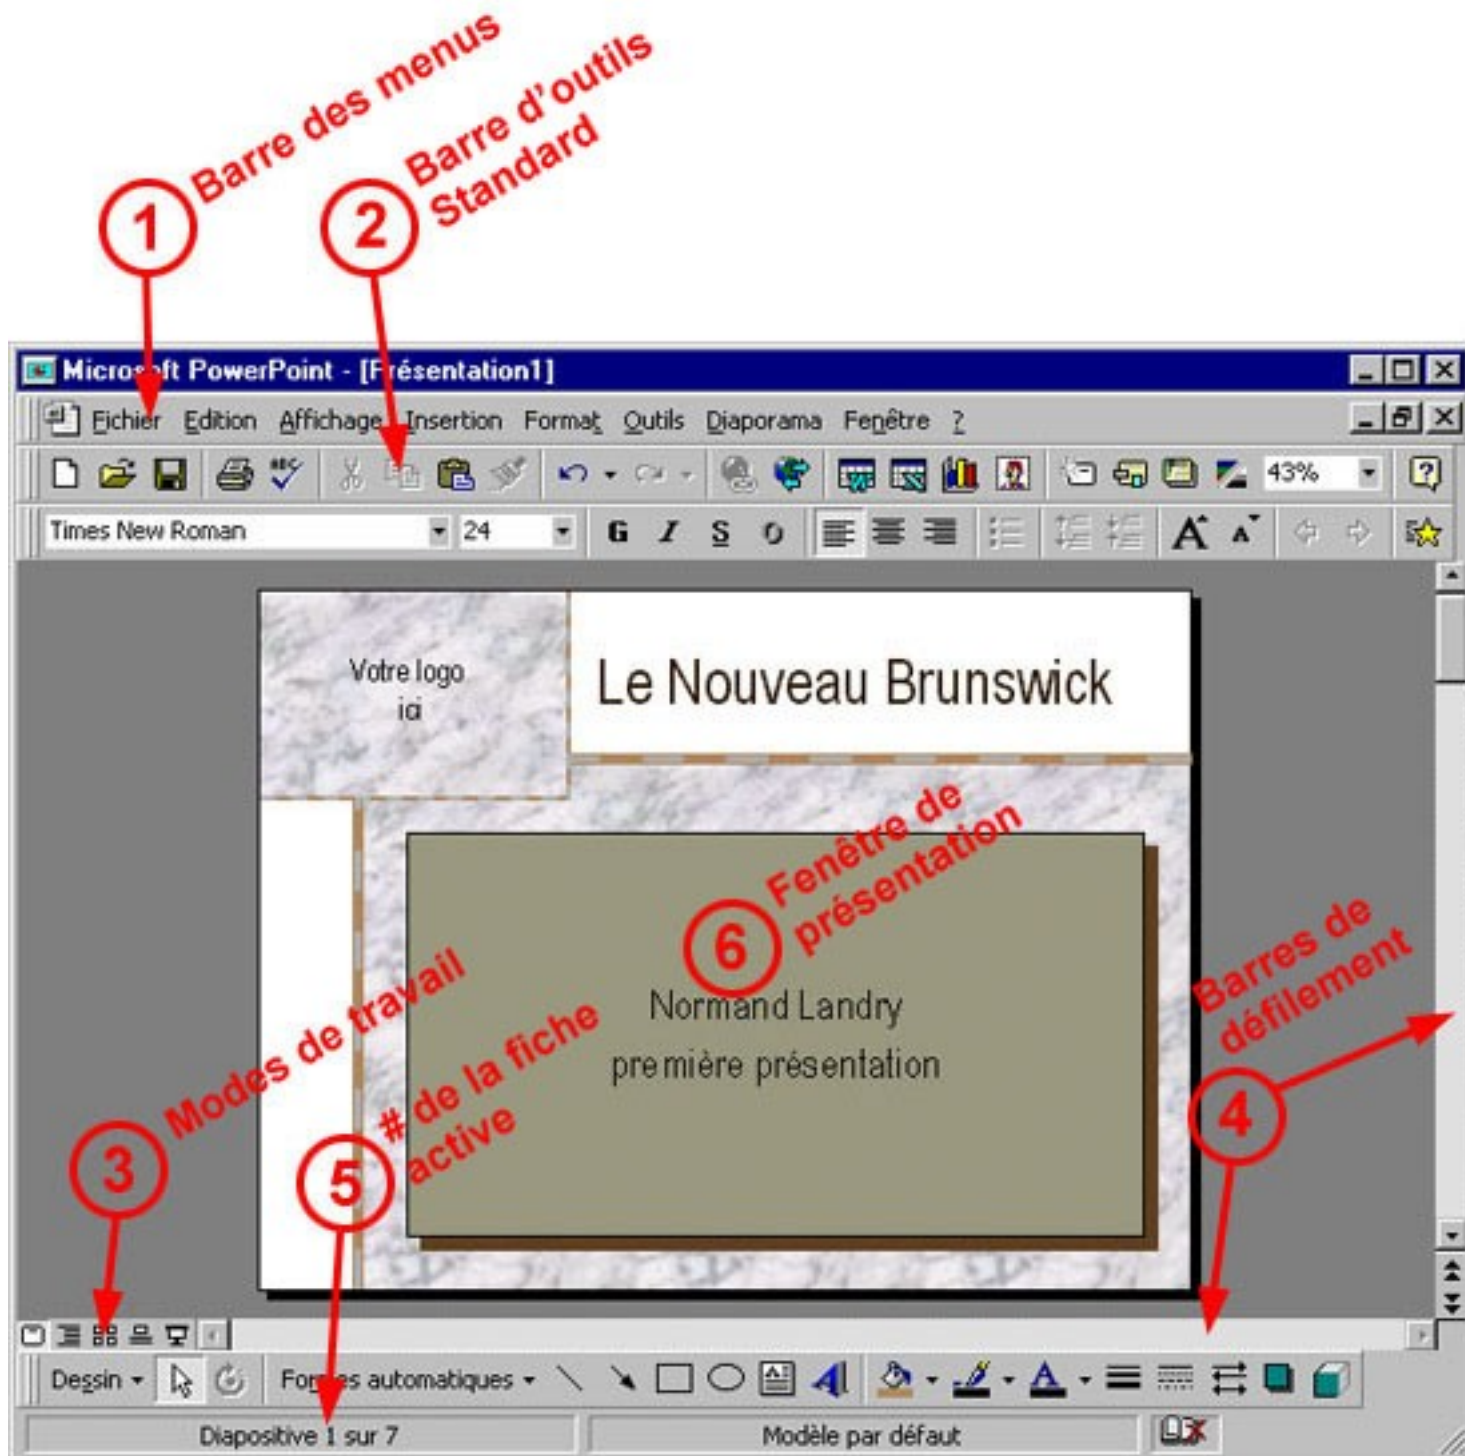 Barre des menus
Barre d'outils
Standard
1
2
Microsoft PowerPoint - [Présentation1]
Fichier Edition Affichage Insertion Format Outils Diaporama Fenêtre ?
ABC
43%
?
Times New Roman 24 G I S O A A
Votre logo
ici
Le Nouveau Brunswick
6
Fenêtre de
présentation
Normand Landry
première présentation
3
Modes de travail
5
# de la fiche
active
4
Barres de
défilement
Dessin Formes automatiques A A
Diapositive 1 sur 7 Modèle par défaut